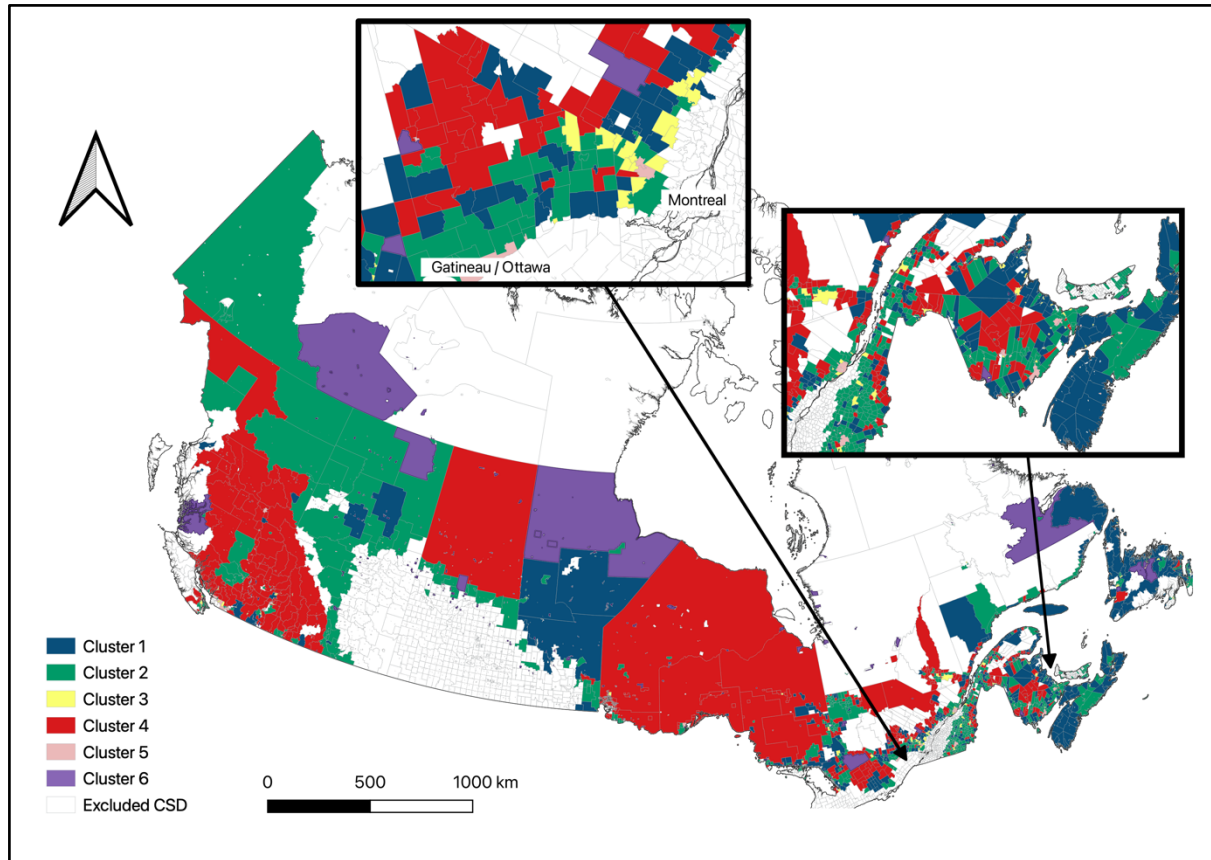 Montreal
Gatineau / Ottawa
Cluster 1
Cluster 2
Cluster 3
Cluster 4
Cluster 5
Cluster 6
Excluded CSD
0 500 1000 km